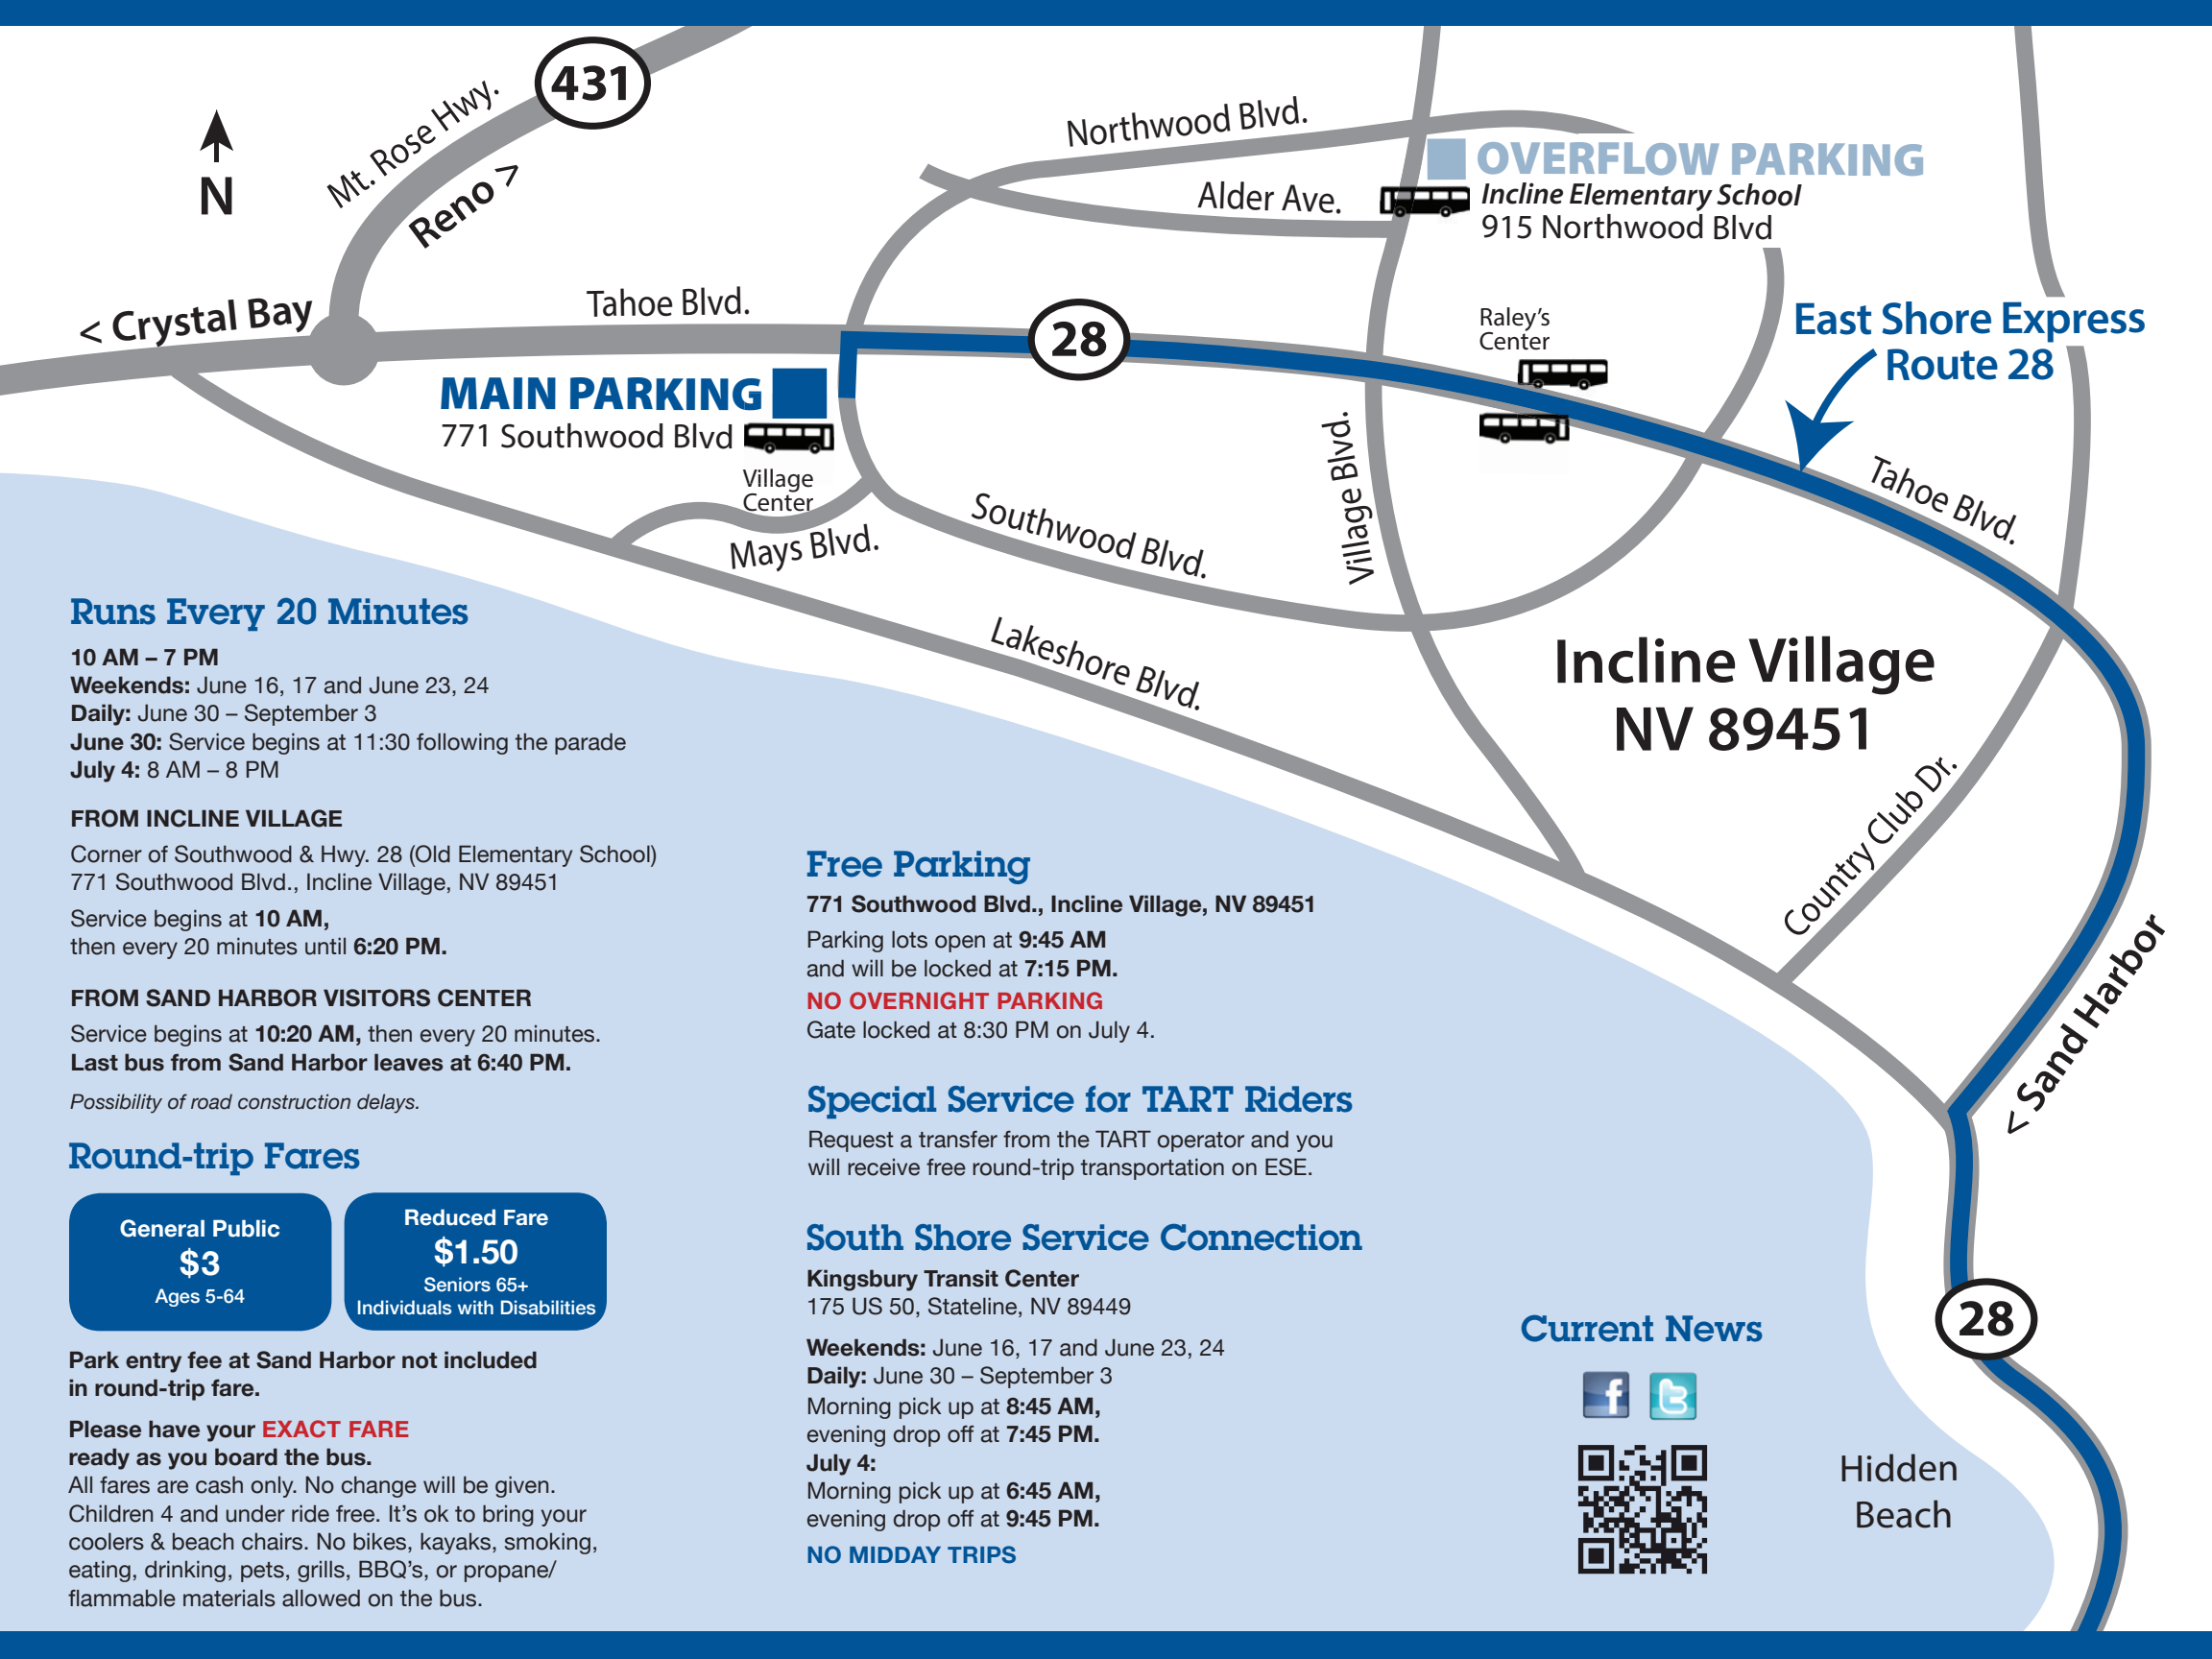 431
Mt. Rose Hwy.
Reno >
N
Northwood Blvd.
OVERFLOW PARKING
Incline Elementary School
915 Northwood Blvd
Alder Ave.
< Crystal Bay
Tahoe Blvd.
28
Raley's
Center
East Shore Express
Route 28
MAIN PARKING
771 Southwood Blvd
Village
Center
Mays Blvd.
Southwood Blvd.
Village Blvd.
Tahoe Blvd.
Lakeshore Blvd.
Incline Village
NV 89451
Country Club Dr.
< Sand Harbor
28
Hidden
Beach
Runs Every 20 Minutes
10 AM – 7 PM
Weekends: June 16, 17 and June 23, 24
Daily: June 30 – September 3
June 30: Service begins at 11:30 following the parade
July 4: 8 AM – 8 PM
FROM INCLINE VILLAGE
Corner of Southwood & Hwy. 28 (Old Elementary School)
771 Southwood Blvd., Incline Village, NV 89451
Service begins at 10 AM,
then every 20 minutes until 6:20 PM.
FROM SAND HARBOR VISITORS CENTER
Service begins at 10:20 AM, then every 20 minutes.
Last bus from Sand Harbor leaves at 6:40 PM.
Possibility of road construction delays.
Round-trip Fares
General Public
$3
Ages 5-64
Reduced Fare
$1.50
Seniors 65+
Individuals with Disabilities
Park entry fee at Sand Harbor not included
in round-trip fare.
Please have your EXACT FARE
ready as you board the bus.
All fares are cash only. No change will be given.
Children 4 and under ride free. It's ok to bring your
coolers & beach chairs. No bikes, kayaks, smoking,
eating, drinking, pets, grills, BBQ's, or propane/
flammable materials allowed on the bus.
Free Parking
771 Southwood Blvd., Incline Village, NV 89451
Parking lots open at 9:45 AM
and will be locked at 7:15 PM.
NO OVERNIGHT PARKING
Gate locked at 8:30 PM on July 4.
Special Service for TART Riders
Request a transfer from the TART operator and you
will receive free round-trip transportation on ESE.
South Shore Service Connection
Kingsbury Transit Center
175 US 50, Stateline, NV 89449
Weekends: June 16, 17 and June 23, 24
Daily: June 30 – September 3
Morning pick up at 8:45 AM,
evening drop off at 7:45 PM.
July 4:
Morning pick up at 6:45 AM,
evening drop off at 9:45 PM.
NO MIDDAY TRIPS
Current News